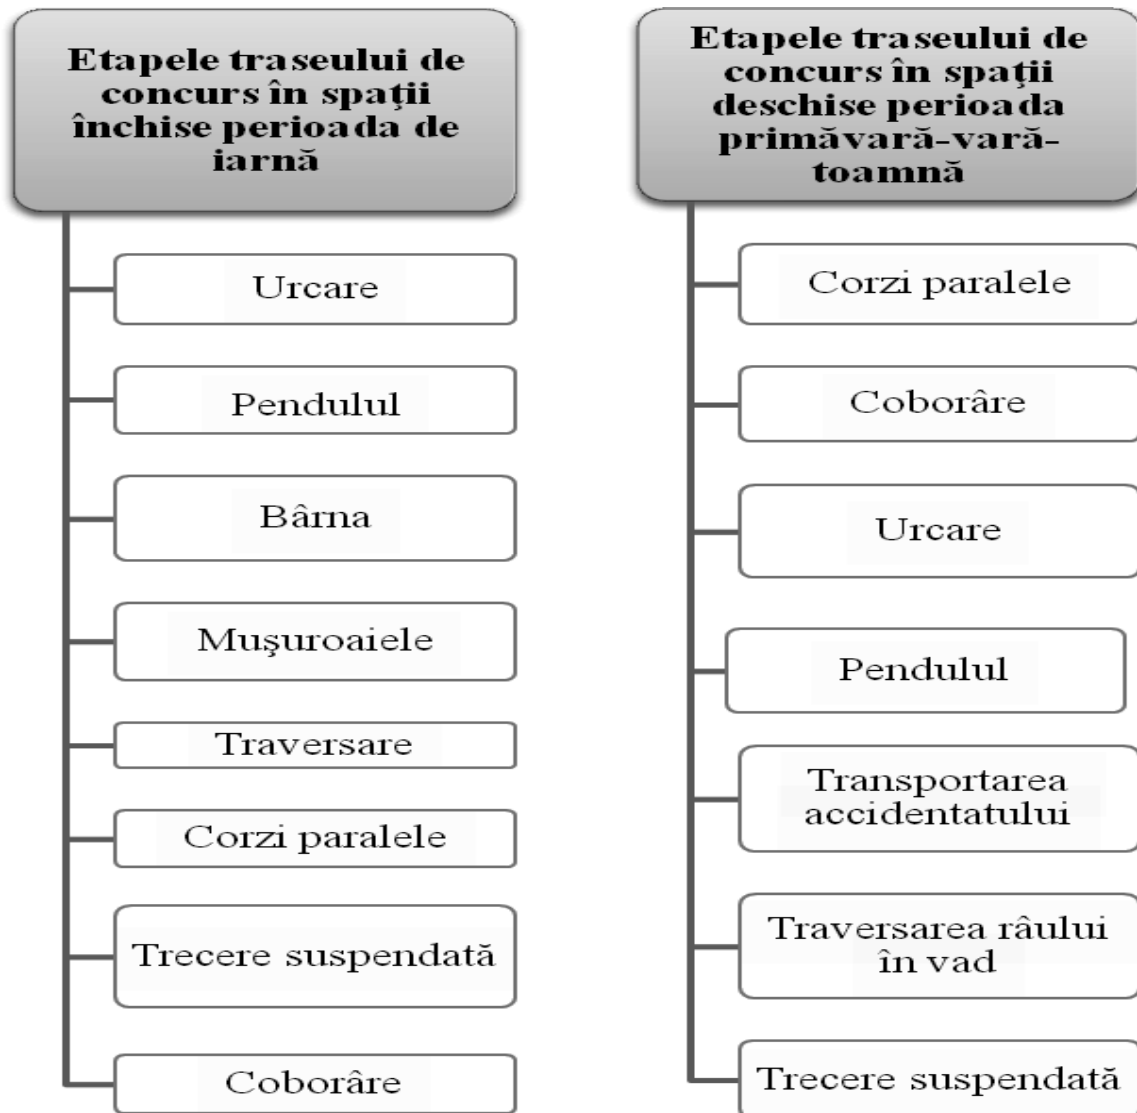 Etapele traseului de
concurs în spaţii
închise perioada de
iarnă
Urcare
Pendulul
Bârna
Muşuroaiele
Traversare
Corzi paralele
Trecere suspendată
Coborâre
Etapele traseului de
concurs în spaţii
deschise perioada
primăvară-vară-
toamnă
Corzi paralele
Coborâre
Urcare
Pendulul
Transportarea
accidentatului
Traversarea râului
în vad
Trecere suspendată